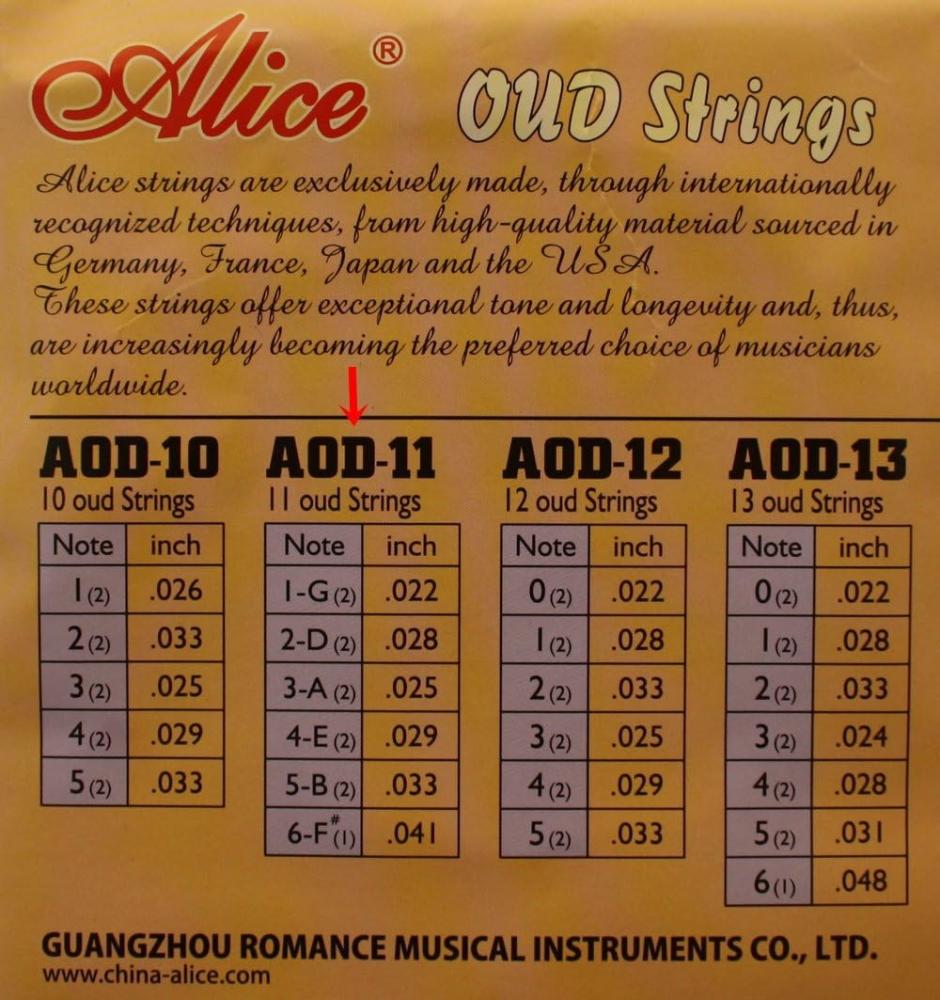 Alice® OUD Strings
Alice strings are exclusively made, through internationally
recognized techniques, from high-quality material sourced in
Germany, France, Japan and the USA.
These strings offer exceptional tone and longevity and, thus,
are increasingly becoming the preferred choice of musicians
worldwide.
AOD-10
10 oud Strings
Note inch
1(2) .026
2(2) .033
3(2) .025
4(2) .029
5(2) .033
AOD-11
11 oud Strings
Note inch
1-G(2) .022
2-D(2) .028
3-A(2) .025
4-E(2) .029
5-B(2) .033
6-F#(1) .041
AOD-12
12 oud Strings
Note inch
0(2) .022
1(2) .028
2(2) .033
3(2) .025
4(2) .029
5(2) .033
AOD-13
13 oud Strings
Note inch
0(2) .022
1(2) .028
2(2) .033
3(2) .024
4(2) .028
5(2) .031
6(1) .048
GUANGZHOU ROMANCE MUSICAL INSTRUMENTS CO., LTD.
www.china-alice.com